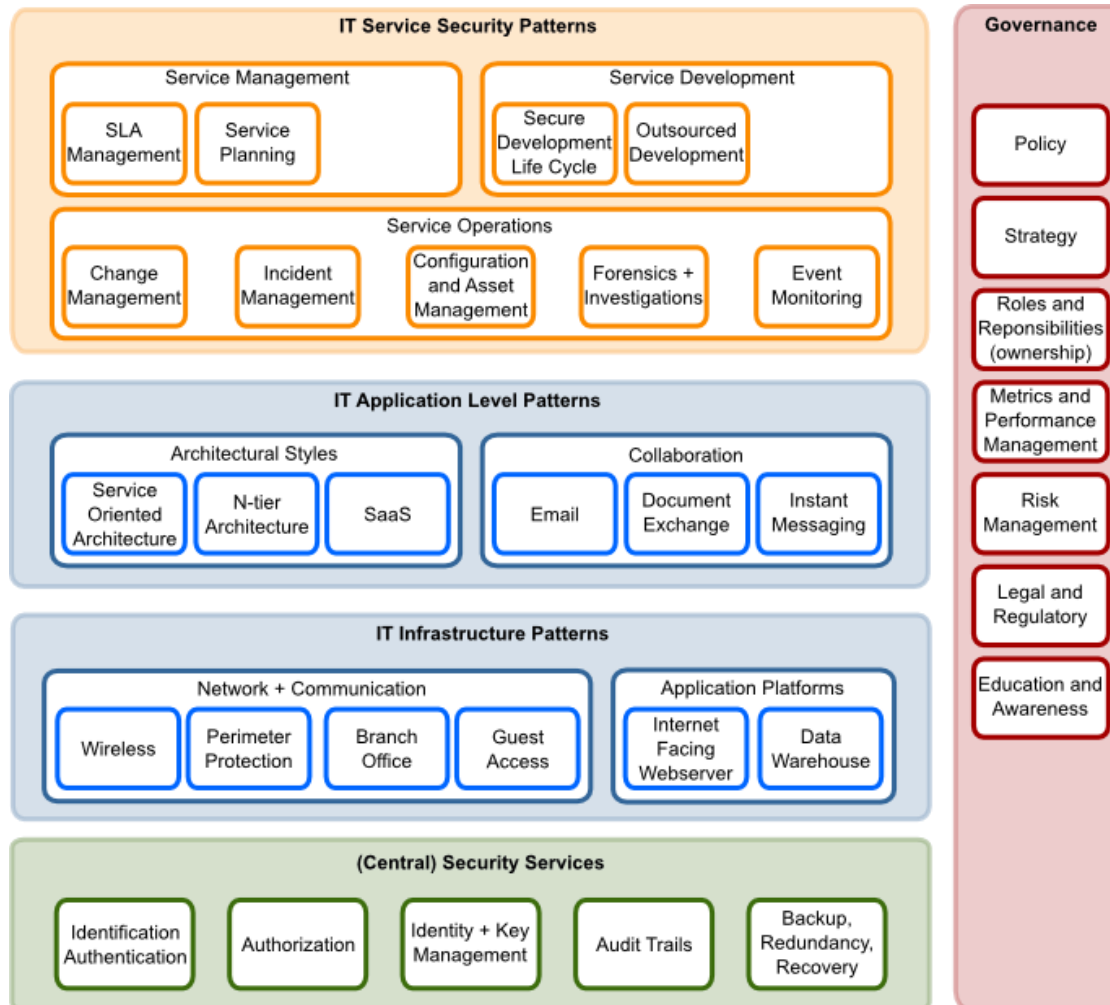 IT Service Security Patterns
Service Management
SLA
Management
Service
Planning
Service Development
Secure
Development
Life Cycle
Outsourced
Development
Service Operations
Change
Management
Incident
Management
Configuration
and Asset
Management
Forensics +
Investigations
Event
Monitoring
IT Application Level Patterns
Architectural Styles
Service
Oriented
Architecture
N-tier
Architecture
SaaS
Collaboration
Email
Document
Exchange
Instant
Messaging
IT Infrastructure Patterns
Network + Communication
Wireless
Perimeter
Protection
Branch
Office
Guest
Access
Application Platforms
Internet
Facing
Webserver
Data
Warehouse
(Central) Security Services
Identification
Authentication
Authorization
Identity + Key
Management
Audit Trails
Backup,
Redundancy,
Recovery
Governance
Policy
Strategy
Roles and
Reponsibilities
(ownership)
Metrics and
Performance
Management
Risk
Management
Legal and
Regulatory
Education and
Awareness